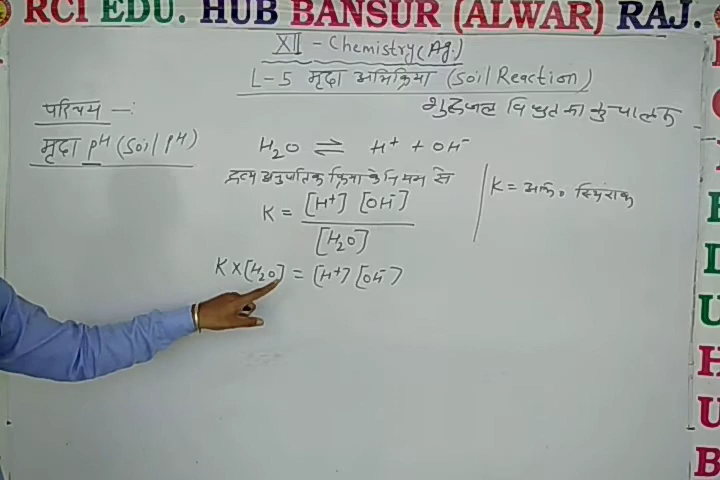 RCI EDU. HUB BANSUR (ALWAR) RAJ.
XII - Chemistry (Ag.)
L-5 मृदा अभिक्रिया (Soil Reaction)
परिचय -:
शुद्ध जल विधुत का कुचालक
मृदा pH (Soil PH)
H₂O ⇌ H⁺ + OH⁻
द्रव्य अनुपातिक क्रिया के नियम से
K = [H⁺] [OH⁻] / [H₂O]
K = आ॰ स्थिरांक
K × [H₂O] = [H⁺] [OH⁻]
E
D
U
H
U
B